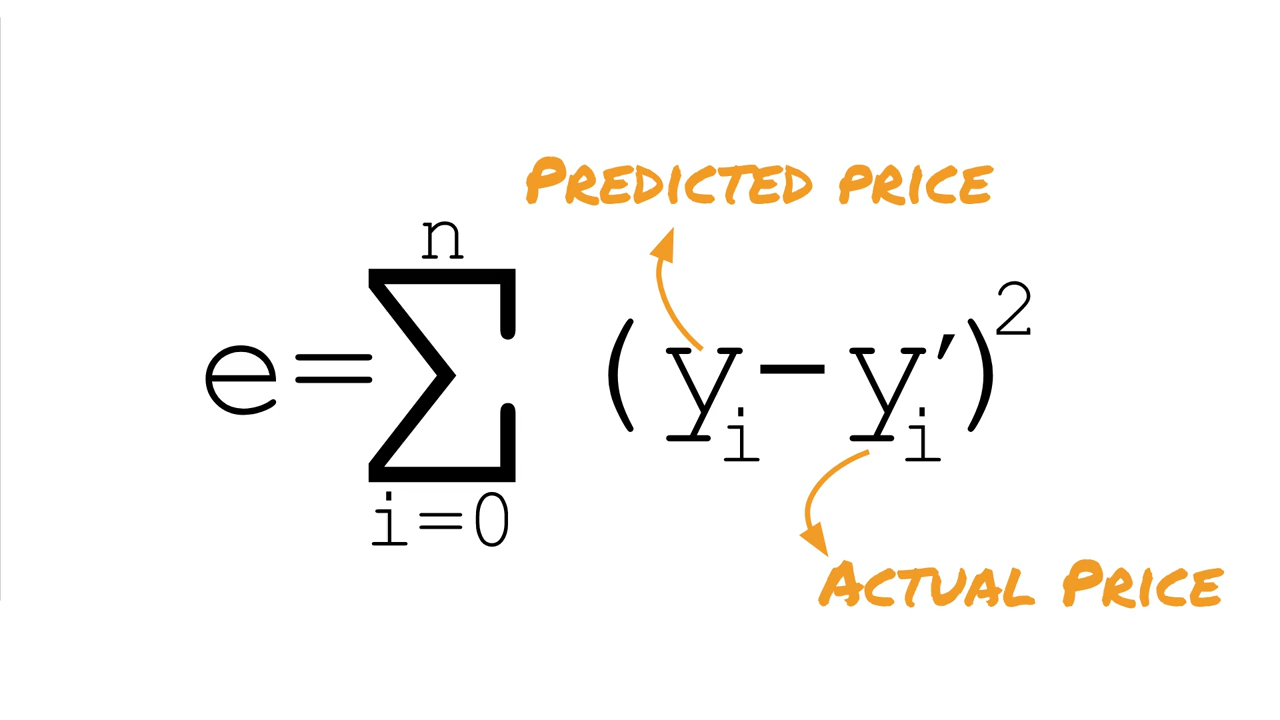 PREDICTED PRICE
n
e=∑ (yᵢ-y′ᵢ)²
i=0
ACTUAL PRICE